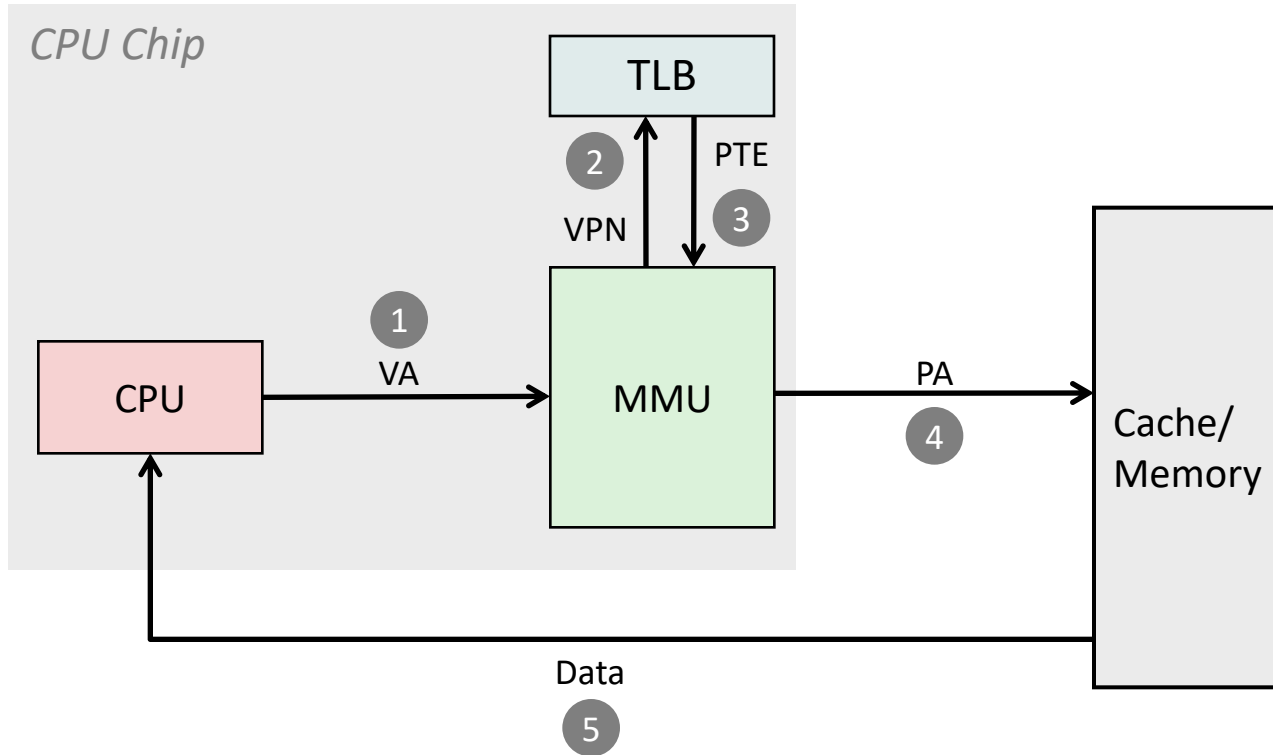 CPU Chip
TLB
2
PTE
VPN
3
1
VA
CPU
MMU
PA
4
Cache/
Memory
Data
5